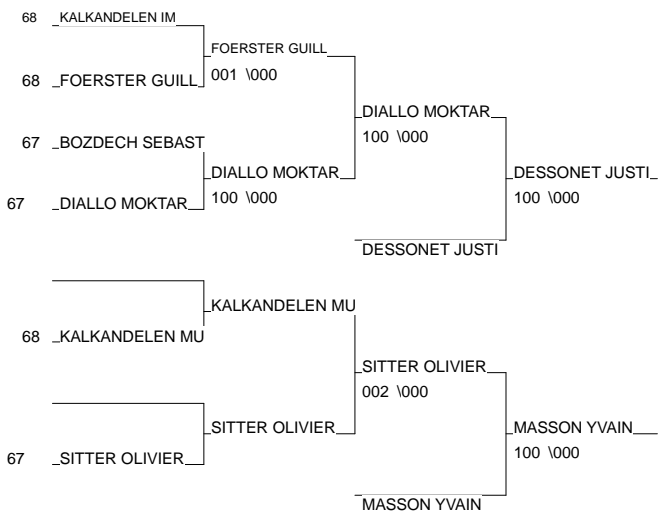 68 KALKANDELEN IM
FOERSTER GUILL
68 FOERSTER GUILL
001 \000
DIALLO MOKTAR
100 \000
67 BOZDECH SEBAST
DIALLO MOKTAR
DESSONET JUSTI
67 DIALLO MOKTAR
100 \000
100 \000
DESSONET JUSTI
KALKANDELEN MU
68 KALKANDELEN MU
SITTER OLIVIER
002 \000
SITTER OLIVIER
MASSON YVAIN
67 SITTER OLIVIER
100 \000
MASSON YVAIN